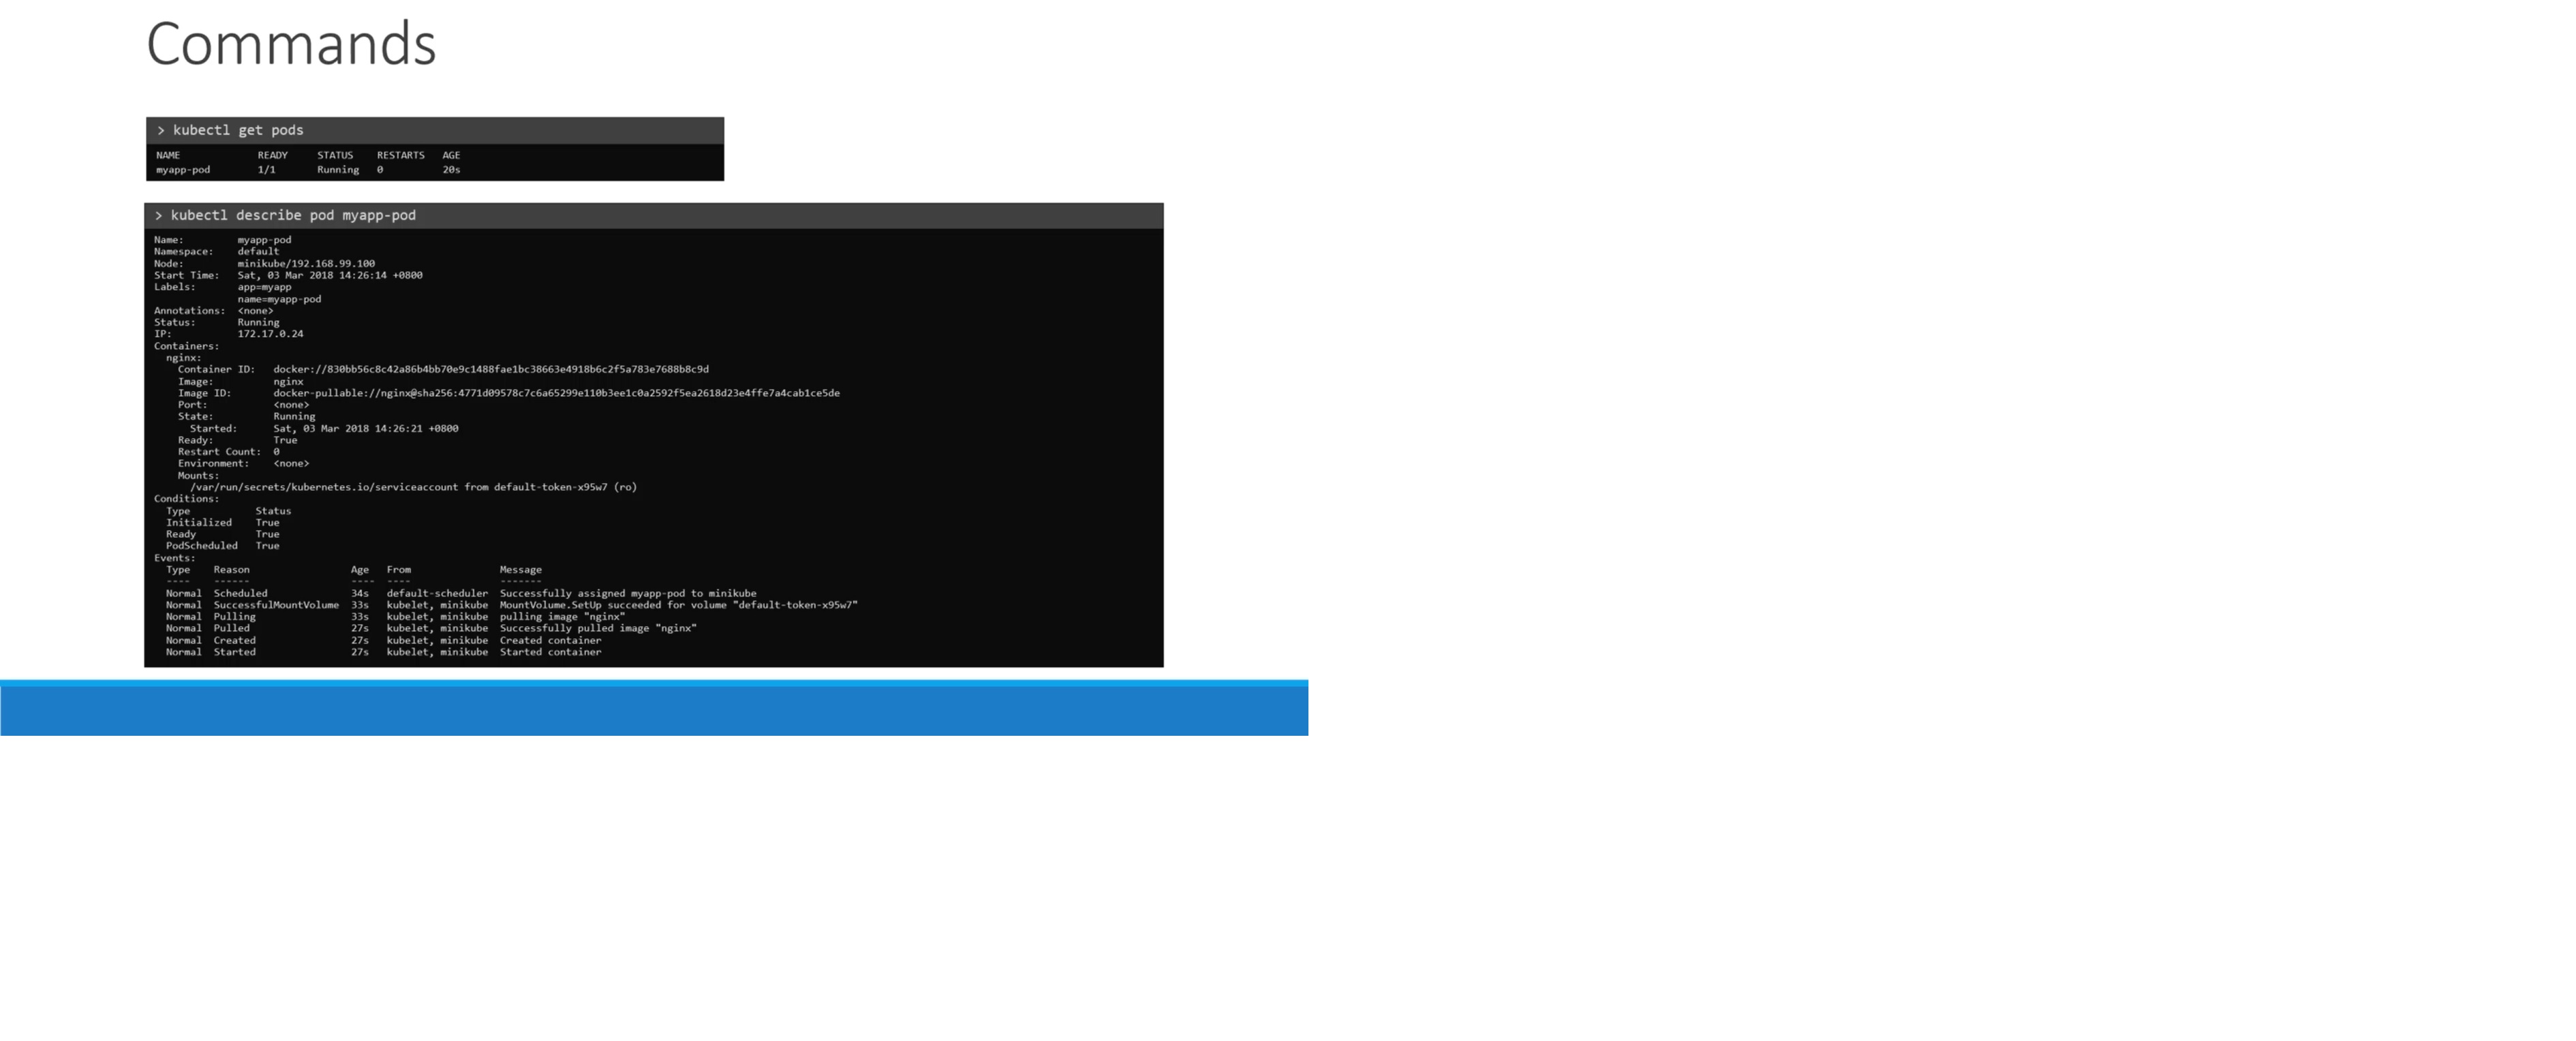 Commands
> kubectl get pods
NAME READY STATUS RESTARTS AGE
myapp-pod 1/1 Running 0 20s
> kubectl describe pod myapp-pod
Name: myapp-pod
Namespace: default
Node: minikube/192.168.99.100
Start Time: Sat, 03 Mar 2018 14:26:14 +0800
Labels: app=myapp
name=myapp-pod
Annotations: <none>
Status: Running
IP: 172.17.0.24
Containers:
nginx:
Container ID: docker://830bb56c8c42a86b4bb70e9c1488fae1bc38663e4918b6c2f5a783e7688b8c9d
Image: nginx
Image ID: docker-pullable://nginx@sha256:4771d09578c7c6a65299e110b3ee1c0a2592f5ea2618d23e4ffe7a4cab1ce5de
Port: <none>
State: Running
Started: Sat, 03 Mar 2018 14:26:21 +0800
Ready: True
Restart Count: 0
Environment: <none>
Mounts:
/var/run/secrets/kubernetes.io/serviceaccount from default-token-x95w7 (ro)
Conditions:
Type Status
Initialized True
Ready True
PodScheduled True
Events:
Type Reason Age From Message
---- ------ ---- ---- -------
Normal Scheduled 34s default-scheduler Successfully assigned myapp-pod to minikube
Normal SuccessfulMountVolume 33s kubelet, minikube MountVolume.SetUp succeeded for volume "default-token-x95w7"
Normal Pulling 33s kubelet, minikube pulling image "nginx"
Normal Pulled 27s kubelet, minikube Successfully pulled image "nginx"
Normal Created 27s kubelet, minikube Created container
Normal Started 27s kubelet, minikube Started container